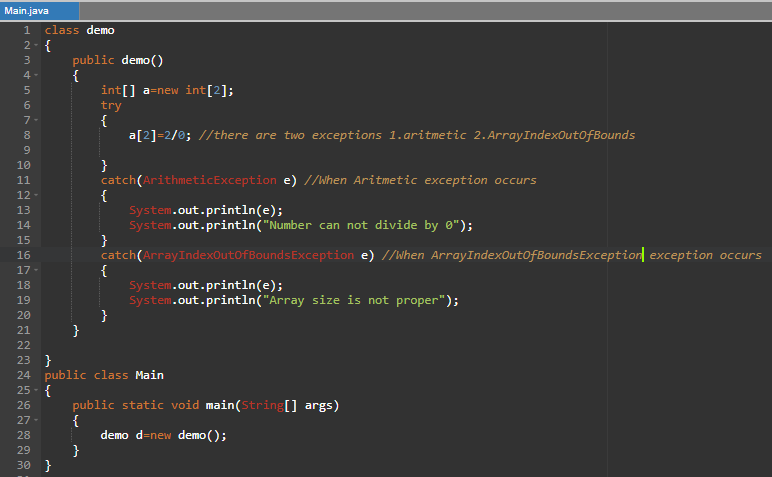 Main.java
1 class demo
2 {
3 public demo()
4 {
5 int[] a=new int[2];
6 try
7 {
8 a[2]=2/0; //there are two exceptions 1.aritmetic 2.ArrayIndexOutOfBounds
9
10 }
11 catch(ArithmeticException e) //When Aritmetic exception occurs
12 {
13 System.out.println(e);
14 System.out.println("Number can not divide by 0");
15 }
16 catch(ArrayIndexOutOfBoundsException e) //When ArrayIndexOutOfBoundsException exception occurs
17 {
18 System.out.println(e);
19 System.out.println("Array size is not proper");
20 }
21 }
22
23 }
24 public class Main
25 {
26 public static void main(String[] args)
27 {
28 demo d=new demo();
29 }
30 }